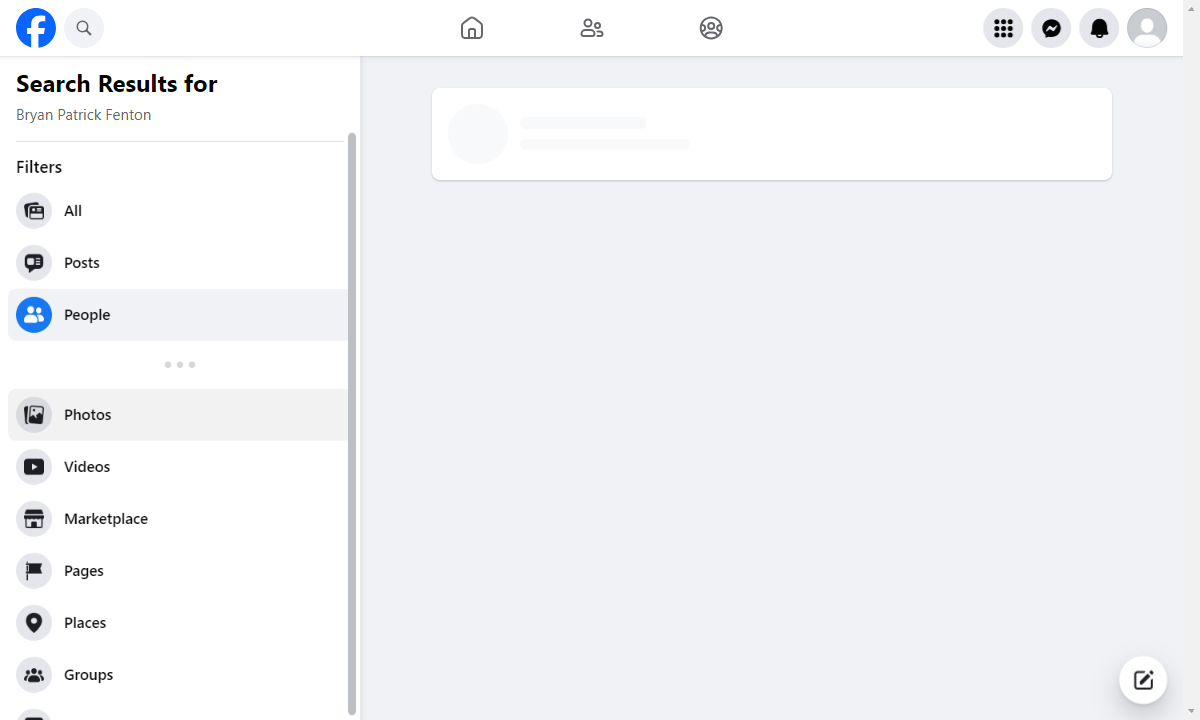 Search Results for
Bryan Patrick Fenton
Filters
All
Posts
People
Photos
Videos
Marketplace
Pages
Places
Groups